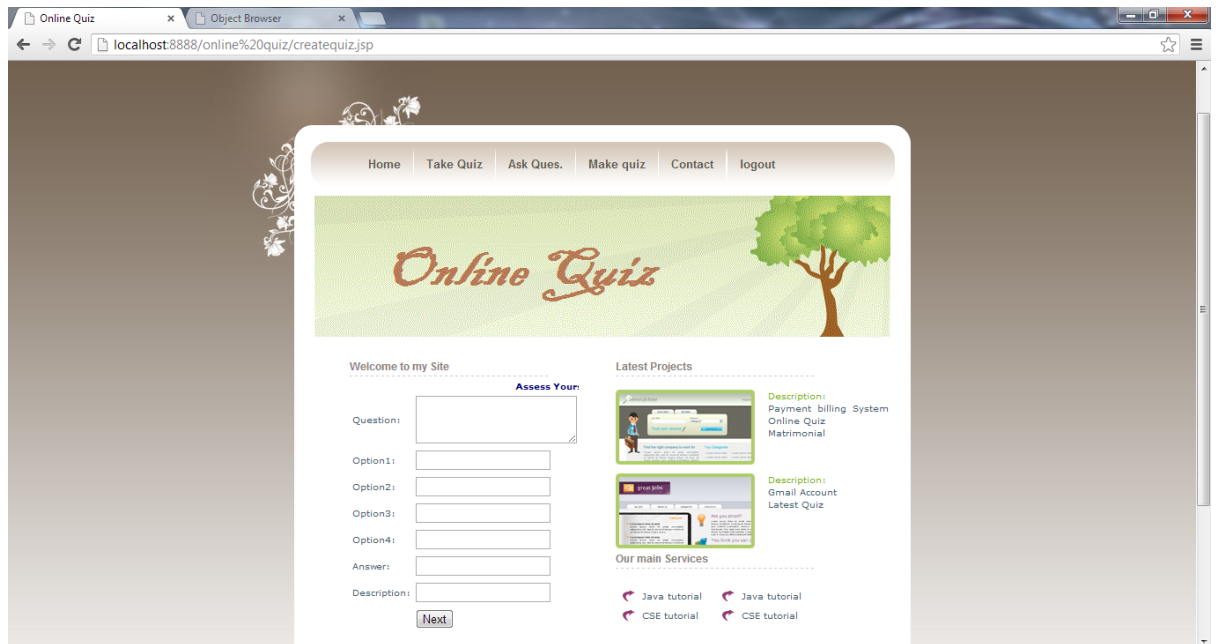 Online Quiz
Object Browser
localhost:8888/online%20quiz/createquiz.jsp
Home Take Quiz Ask Ques. Make quiz Contact logout
Online Quiz
Welcome to my Site
Assess Your
Question:
Option1:
Option2:
Option3:
Option4:
Answer:
Description:
Next
Latest Projects
Description:
Payment billing System
Online Quiz
Matrimonial
great jobs
Description:
Gmail Account
Latest Quiz
Our main Services
Java tutorial Java tutorial
CSE tutorial CSE tutorial